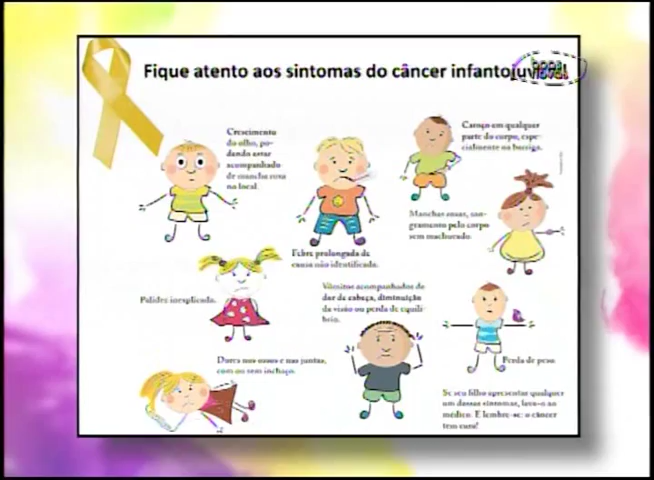 Fique atento aos sintomas do câncer infantojuvenil
Crescimento
do olho, po-
dendo estar
acompanhado
de mancha roxa
no local.
Febre prolongada de
causa não identificada.
Caroço em qualquer
parte do corpo, espe-
cialmente na barriga.
Manchas roxas, san-
gramento pelo corpo
sem machucado.
Palidez inexplicada.
Vômitos acompanhados de
dor de cabeça, diminuição
da visão ou perda de equilí-
brio.
Perda de peso.
Dores nos ossos e nas juntas,
com ou sem inchaço.
Se seu filho apresentar qualquer
um desses sintomas, leve-o ao
médico. E lembre-se: o câncer
tem cura!